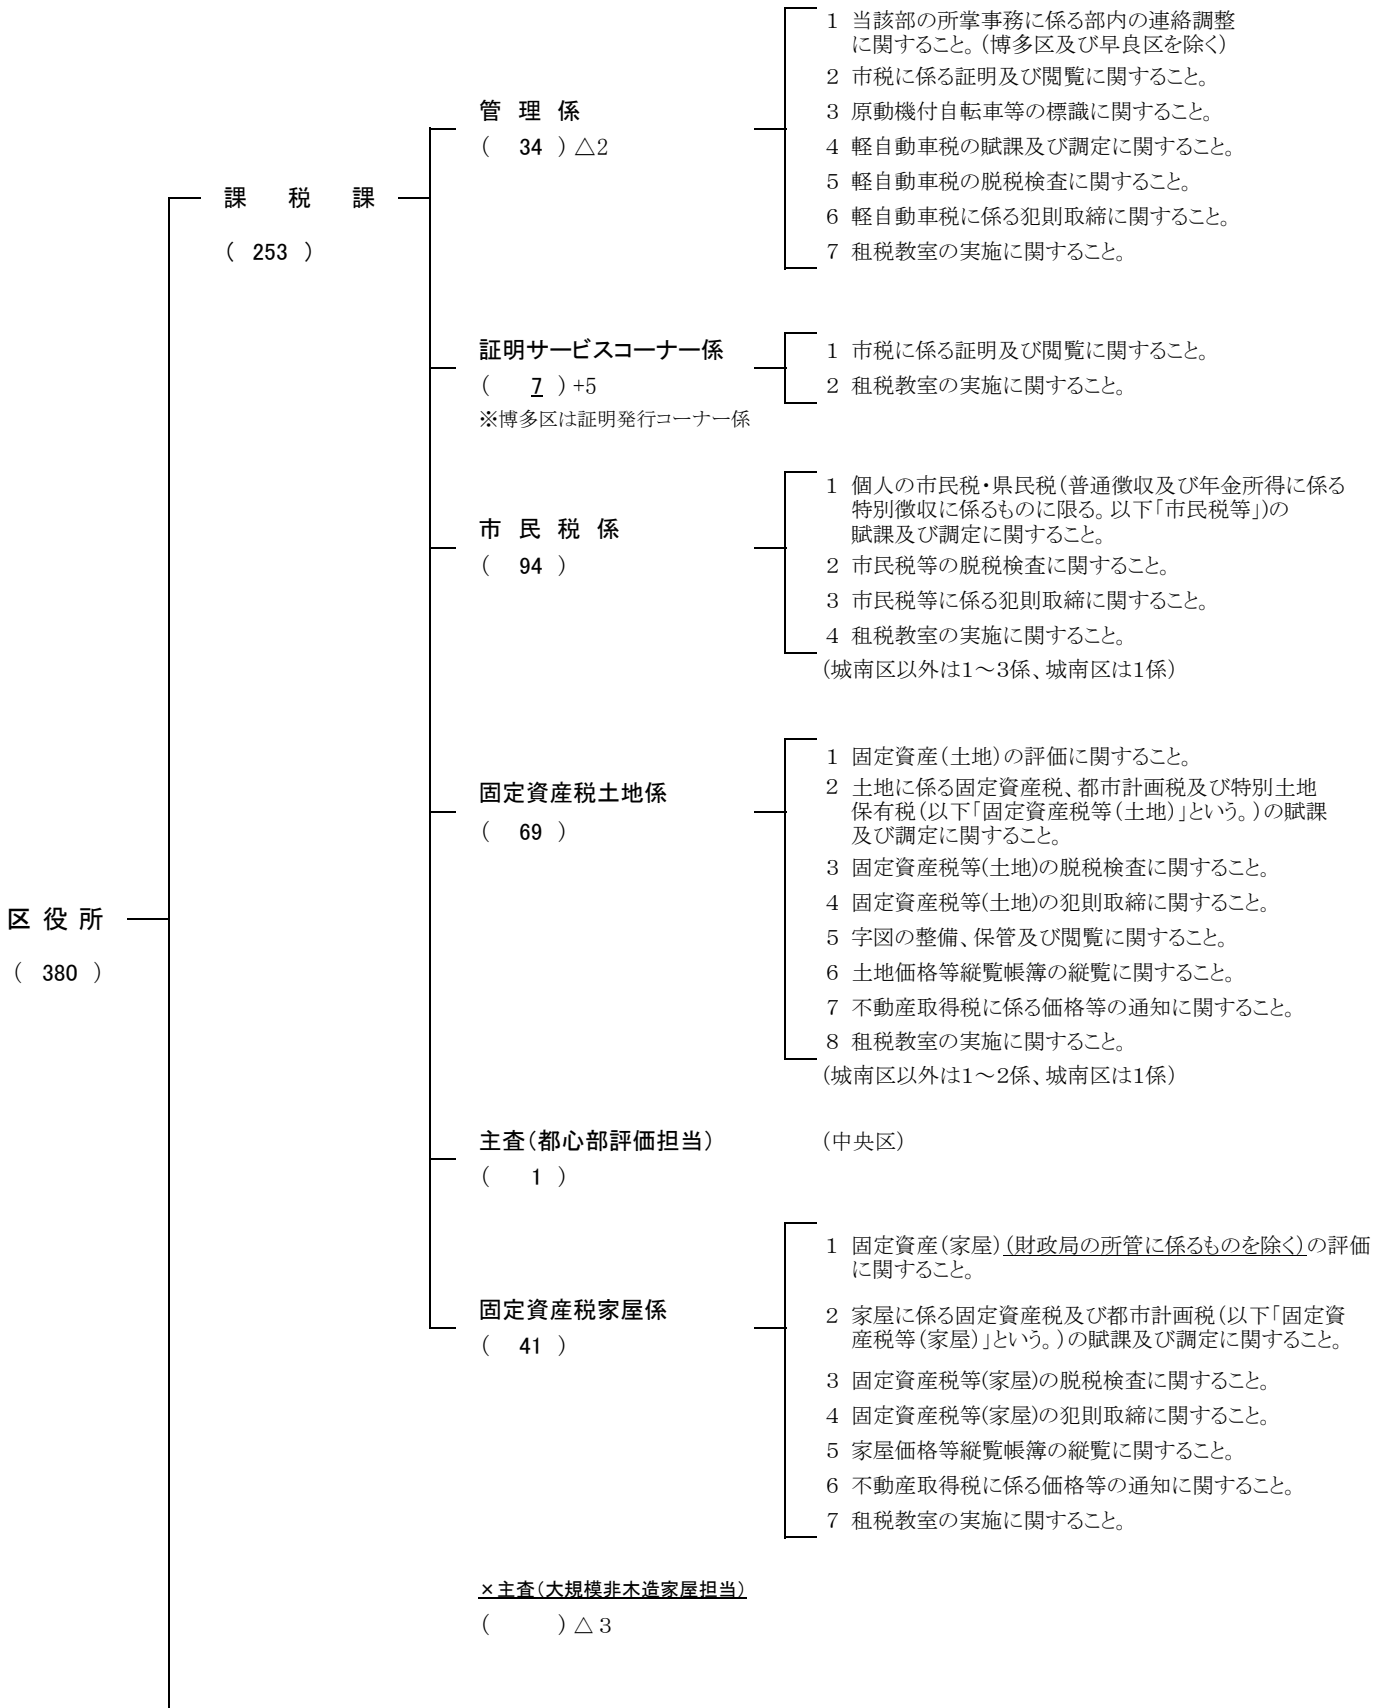 区役所
( 380 )
課税課
( 253 )
管理係
( 34 ) △2
1 当該部の所掌事務に係る部内の連絡調整
に関すること。(博多区及び早良区を除く)
2 市税に係る証明及び閲覧に関すること。
3 原動機付自転車等の標識に関すること。
4 軽自動車税の賦課及び調定に関すること。
5 軽自動車税の脱税検査に関すること。
6 軽自動車税に係る犯則取締に関すること。
7 租税教室の実施に関すること。
証明サービスコーナー係
( 7 ) +5
※博多区は証明発行コーナー係
1 市税に係る証明及び閲覧に関すること。
2 租税教室の実施に関すること。
市民税係
( 94 )
1 個人の市民税・県民税(普通徴収及び年金所得に係る
特別徴収に係るものに限る。以下「市民税等」)の
賦課及び調定に関すること。
2 市民税等の脱税検査に関すること。
3 市民税等に係る犯則取締に関すること。
4 租税教室の実施に関すること。
(城南区以外は1～3係、城南区は1係)
固定資産税土地係
( 69 )
1 固定資産(土地)の評価に関すること。
2 土地に係る固定資産税、都市計画税及び特別土地
保有税(以下「固定資産税等(土地)」という。)の賦課
及び調定に関すること。
3 固定資産税等(土地)の脱税検査に関すること。
4 固定資産税等(土地)の犯則取締に関すること。
5 字図の整備、保管及び閲覧に関すること。
6 土地価格等縦覧帳簿の縦覧に関すること。
7 不動産取得税に係る価格等の通知に関すること。
8 租税教室の実施に関すること。
(城南区以外は1～2係、城南区は1係)
主査(都心部評価担当)
( 1 )
(中央区)
固定資産税家屋係
( 41 )
1 固定資産(家屋)(財政局の所管に係るものを除く)の評価
に関すること。
2 家屋に係る固定資産税及び都市計画税(以下「固定資
産税等(家屋)」という。)の賦課及び調定に関すること。
3 固定資産税等(家屋)の脱税検査に関すること。
4 固定資産税等(家屋)の犯則取締に関すること。
5 家屋価格等縦覧帳簿の縦覧に関すること。
6 不動産取得税に係る価格等の通知に関すること。
7 租税教室の実施に関すること。
×主査(大規模非木造家屋担当)
( ) △3